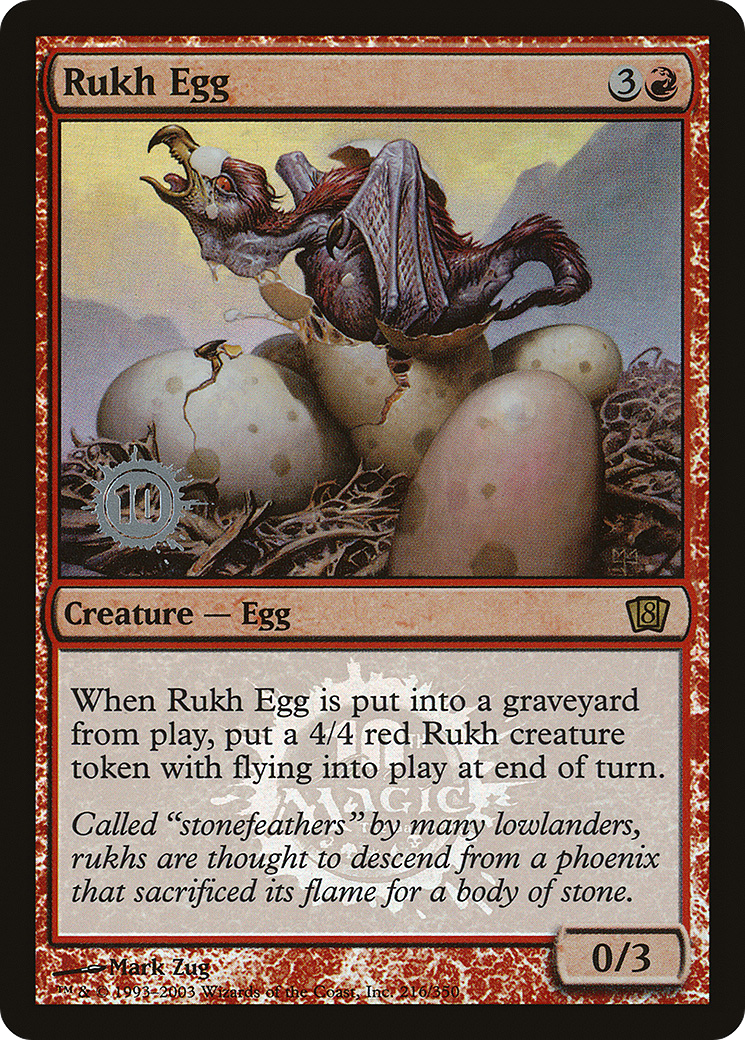 Rukh Egg 3
10
Creature — Egg 8
When Rukh Egg is put into a graveyard
from play, put a 4/4 red Rukh creature
token with flying into play at end of turn.
MAGIC
Called “stonefeathers” by many lowlanders,
rukhs are thought to descend from a phoenix
that sacrificed its flame for a body of stone.
0/3
Mark Zug
™ & © 1993–2003 Wizards of the Coast, Inc. 216/350